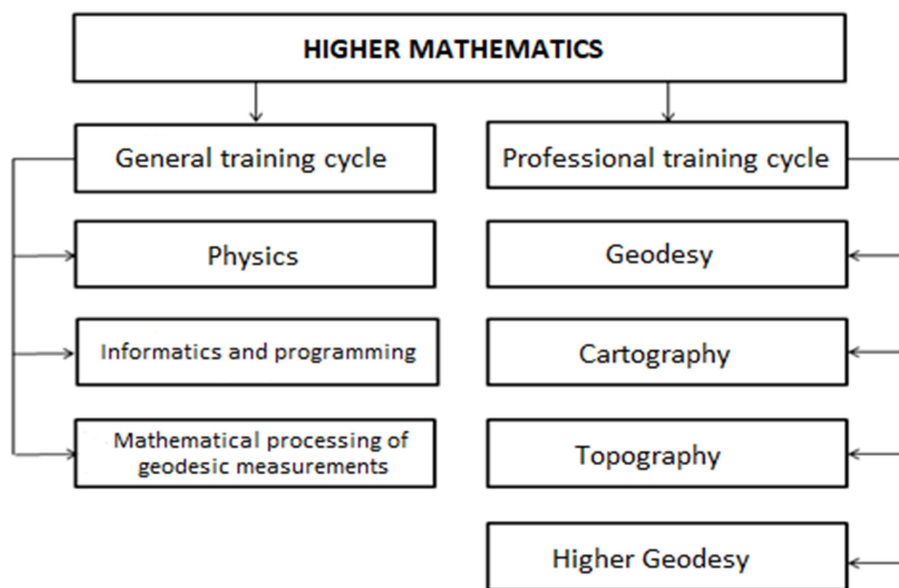 HIGHER MATHEMATICS
General training cycle
Physics
Informatics and programming
Mathematical processing of
geodesic measurements
Professional training cycle
Geodesy
Cartography
Topography
Higher Geodesy